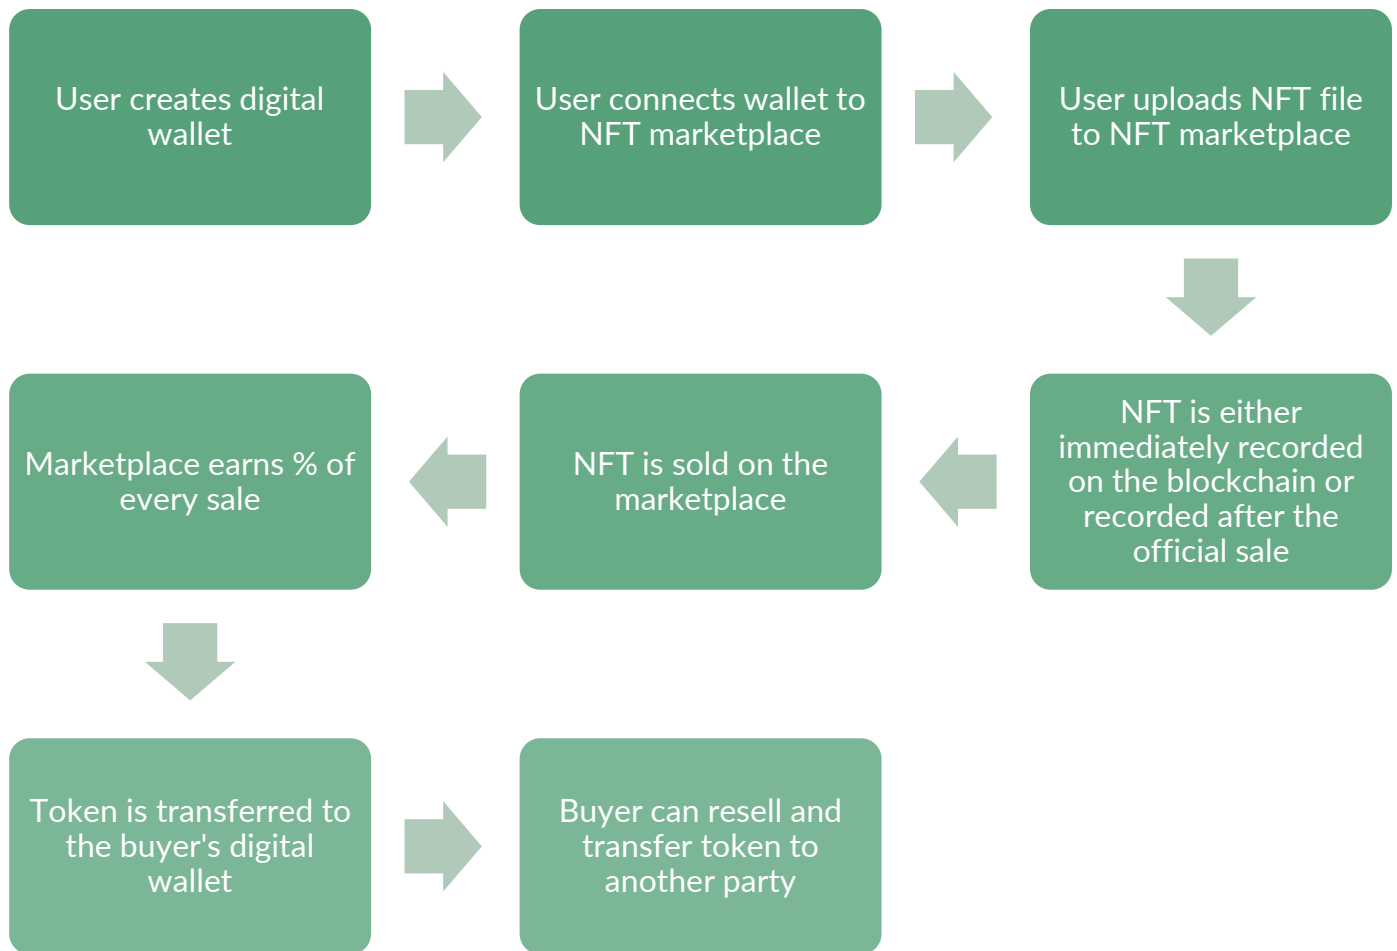 User creates digital
wallet
User connects wallet to
NFT marketplace
User uploads NFT file
to NFT marketplace
NFT is either
immediately recorded
on the blockchain or
recorded after the
official sale
NFT is sold on the
marketplace
Marketplace earns % of
every sale
Token is transferred to
the buyer's digital
wallet
Buyer can resell and
transfer token to
another party